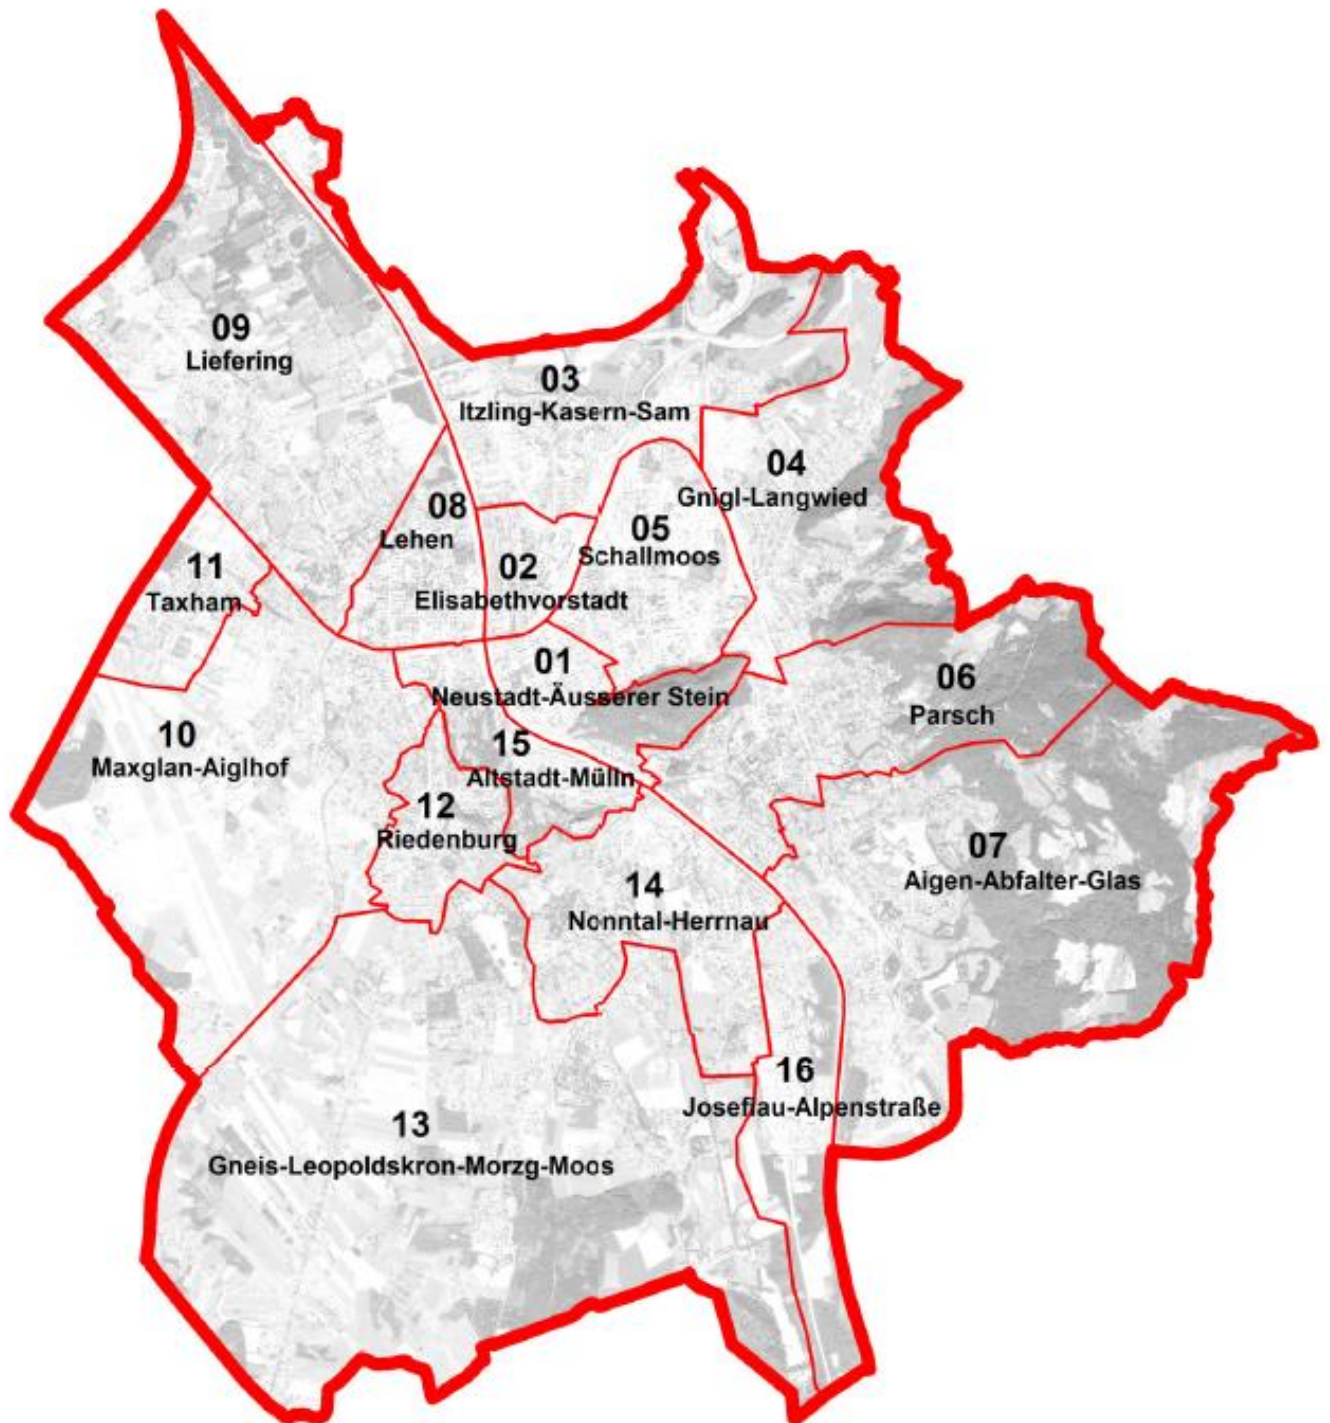 09
Liefering
03
Itzling-Kasern-Sam
04
Gnigl-Langwied
08
Lehen
05
Schallmoos
02
Elisabethvorstadt
11
Taxham
01
Neustadt-Äusserer Stein
06
Parsch
10
Maxglan-Aiglhof
15
Altstadt-Mülln
12
Riedenburg
07
Aigen-Abfalter-Glas
14
Nonntal-Herrnau
16
Josefiau-Alpenstraße
13
Gneis-Leopoldskron-Morzg-Moos